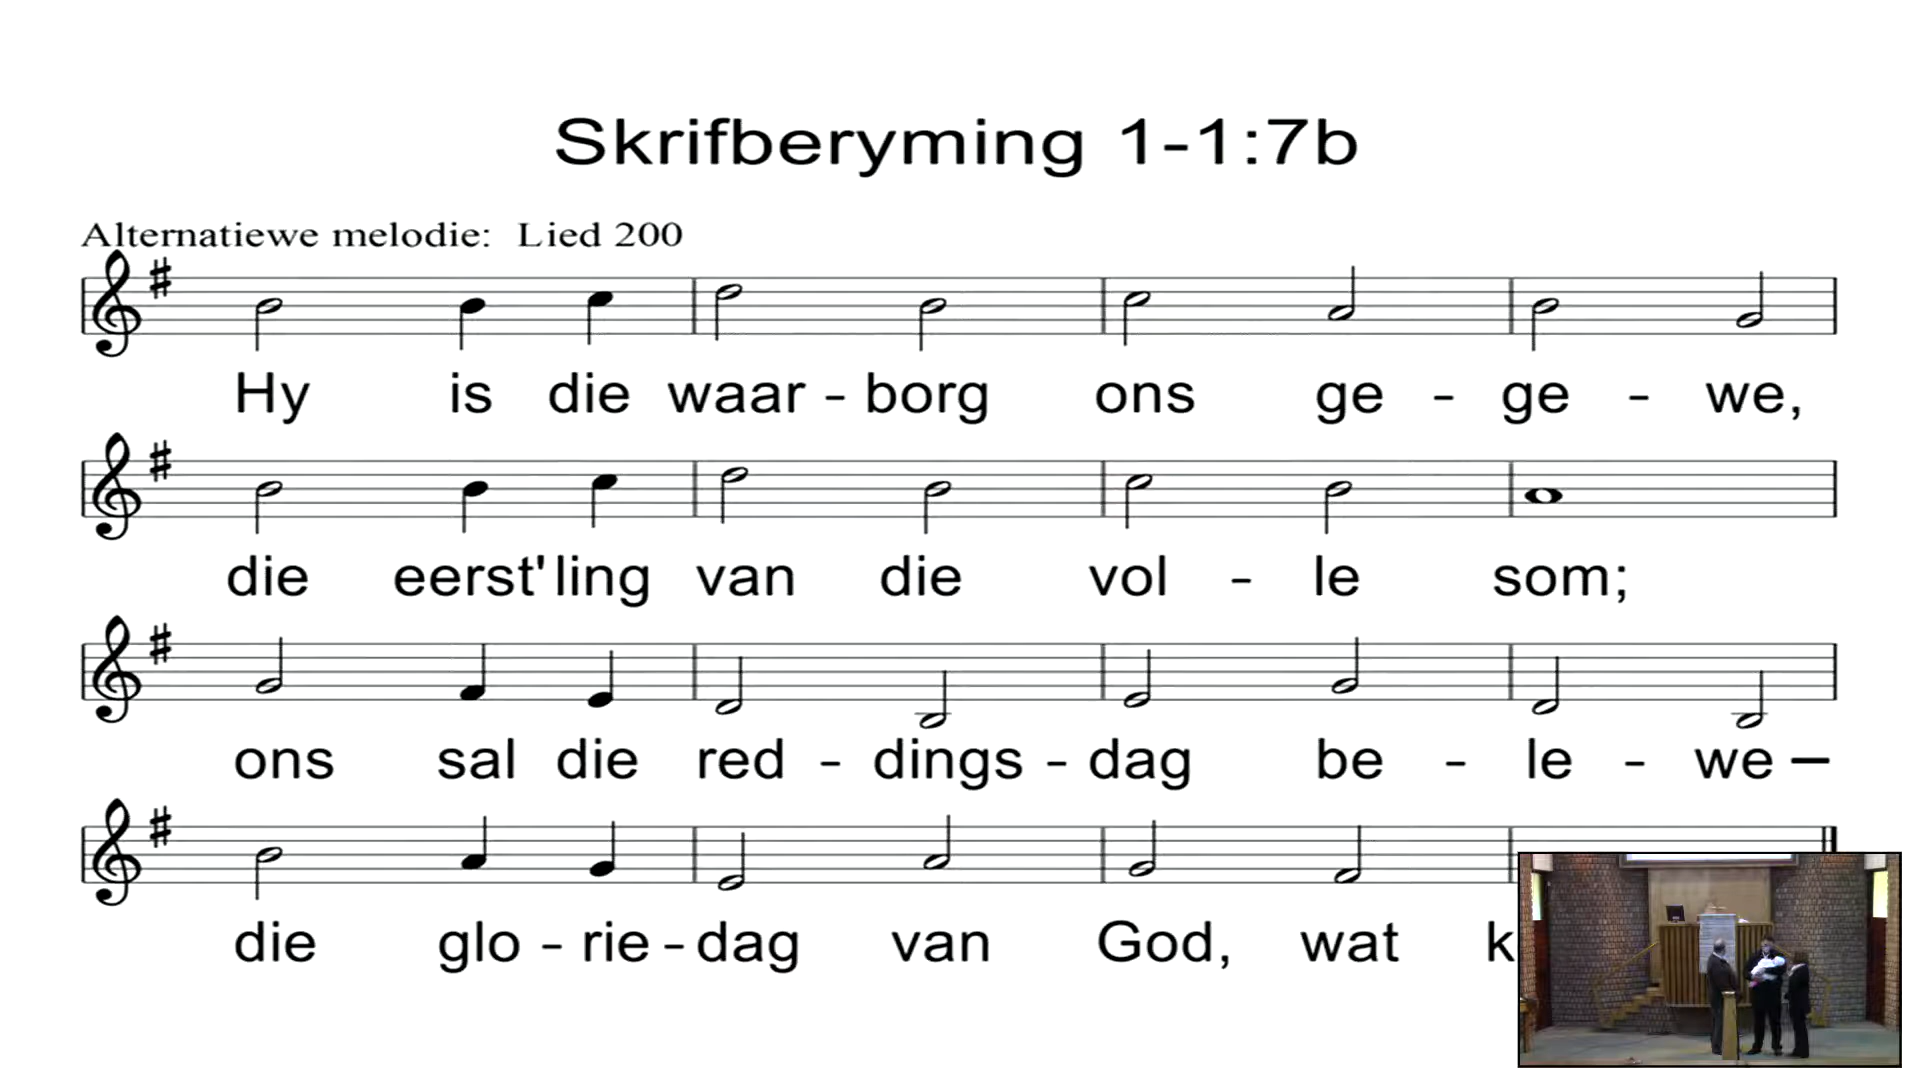 Skrifberyming 1-1:7b
Alternatiewe melodie: Lied 200
Hy is die waar - borg ons ge - ge - we,
die eerst'ling van die vol - le som;
ons sal die red - dings - dag be - le - we –
die glo - rie - dag van God, wat